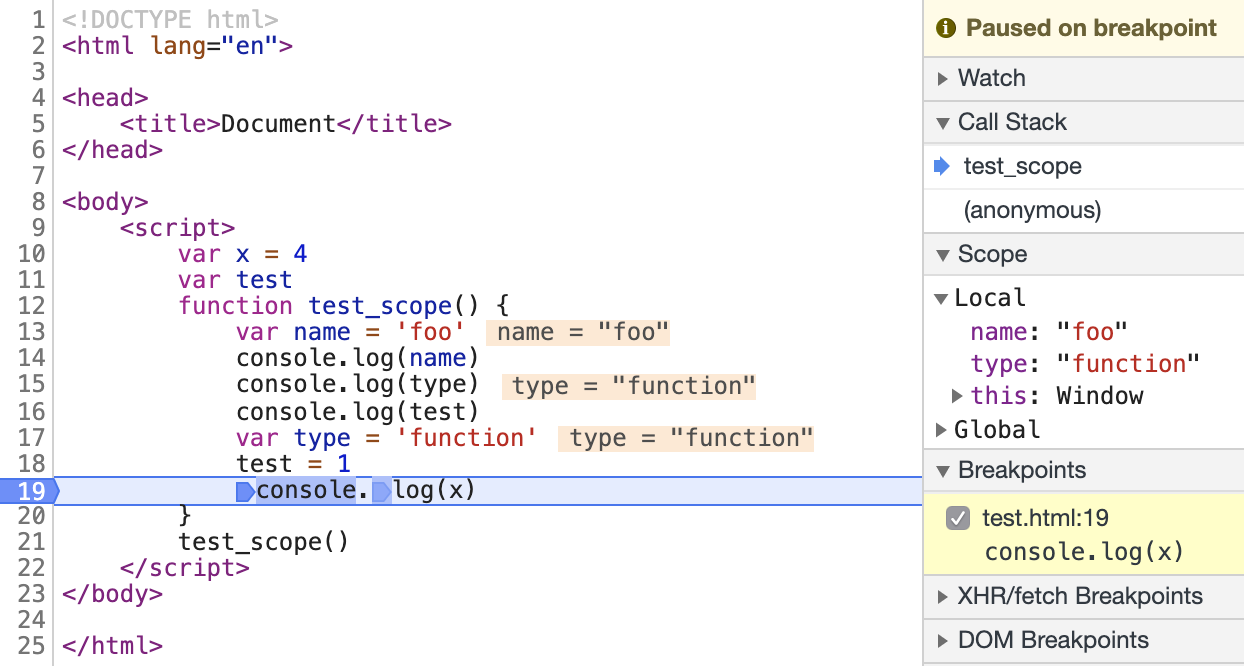 1 <!DOCTYPE html>
2 <html lang="en">
3
4 <head>
5     <title>Document</title>
6 </head>
7
8 <body>
9     <script>
10         var x = 4
11         var test
12         function test_scope() {
13             var name = 'foo'  name = "foo"
14             console.log(name)
15             console.log(type)  type = "function"
16             console.log(test)
17             var type = 'function'  type = "function"
18             test = 1
19             console.log(x)
20         }
21         test_scope()
22     </script>
23 </body>
24
25 </html>
Paused on breakpoint
Watch
Call Stack
test_scope
(anonymous)
Scope
Local
name: "foo"
type: "function"
this: Window
Global
Breakpoints
test.html:19
console.log(x)
XHR/fetch Breakpoints
DOM Breakpoints